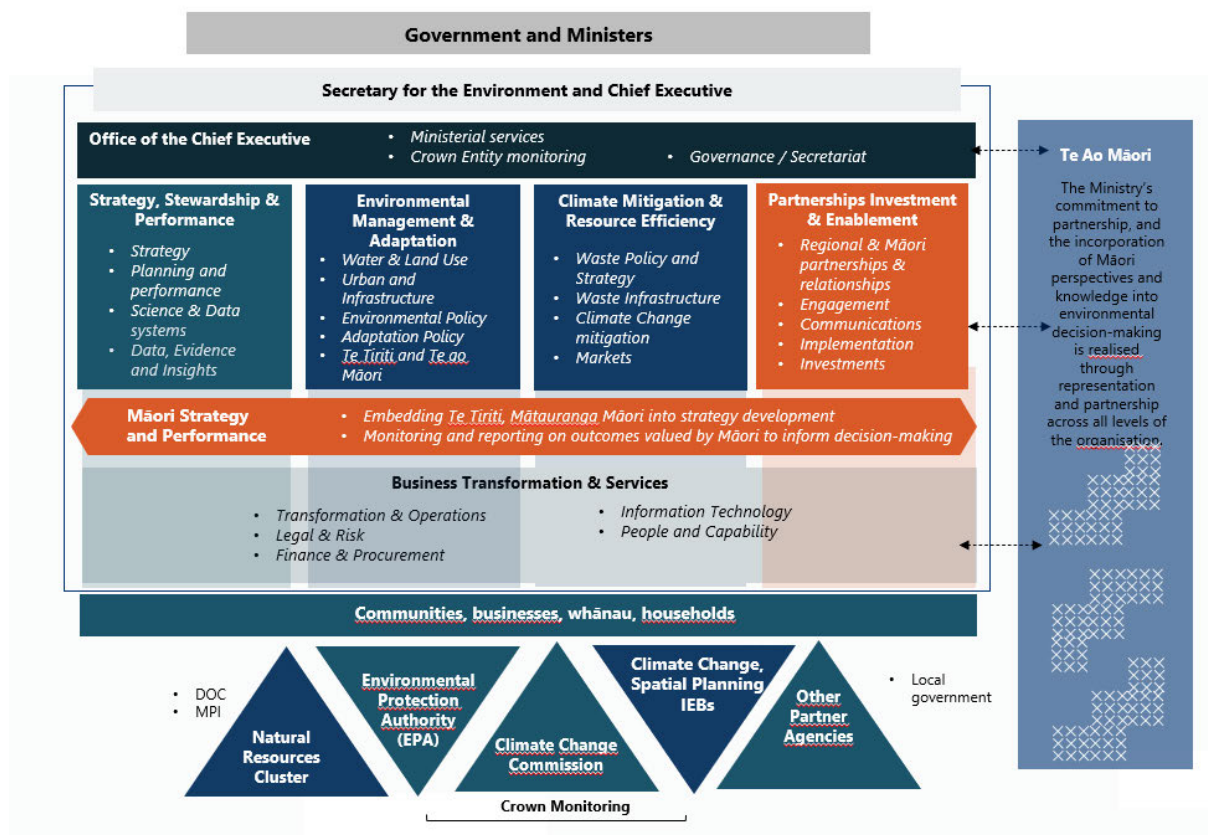 Government and Ministers
Secretary for the Environment and Chief Executive
Office of the Chief Executive
• Ministerial services
• Crown Entity monitoring
• Governance / Secretariat
Strategy, Stewardship &
Performance
• Strategy
• Planning and
performance
• Science & Data
systems
• Data, Evidence
and Insights
Environmental
Management &
Adaptation
• Water & Land Use
• Urban and
Infrastructure
• Environmental Policy
• Adaptation Policy
• Te Tiriti and Te ao
Māori
Climate Mitigation &
Resource Efficiency
• Waste Policy and
Strategy
• Waste Infrastructure
• Climate Change
mitigation
• Markets
Partnerships Investment
& Enablement
• Regional & Māori
partnerships &
relationships
• Engagement
• Communications
• Implementation
• Investments
Māori Strategy
and Performance
• Embedding Te Tiriti, Mātauranga Māori into strategy development
• Monitoring and reporting on outcomes valued by Māori to inform decision-making
Business Transformation & Services
• Transformation & Operations
• Legal & Risk
• Finance & Procurement
• Information Technology
• People and Capability
Te Ao Māori
The Ministry's
commitment to
partnership, and
the incorporation
of Māori
perspectives and
knowledge into
environmental
decision-making
is realised
through
representation
and partnership
across all levels of
the organisation.
Communities, businesses, whānau, households
• DOC
• MPI
Natural
Resources
Cluster
Environmental
Protection
Authority
(EPA)
Climate Change
Commission
Climate Change,
Spatial Planning
IEBs
Other
Partner
Agencies
• Local
government
Crown Monitoring